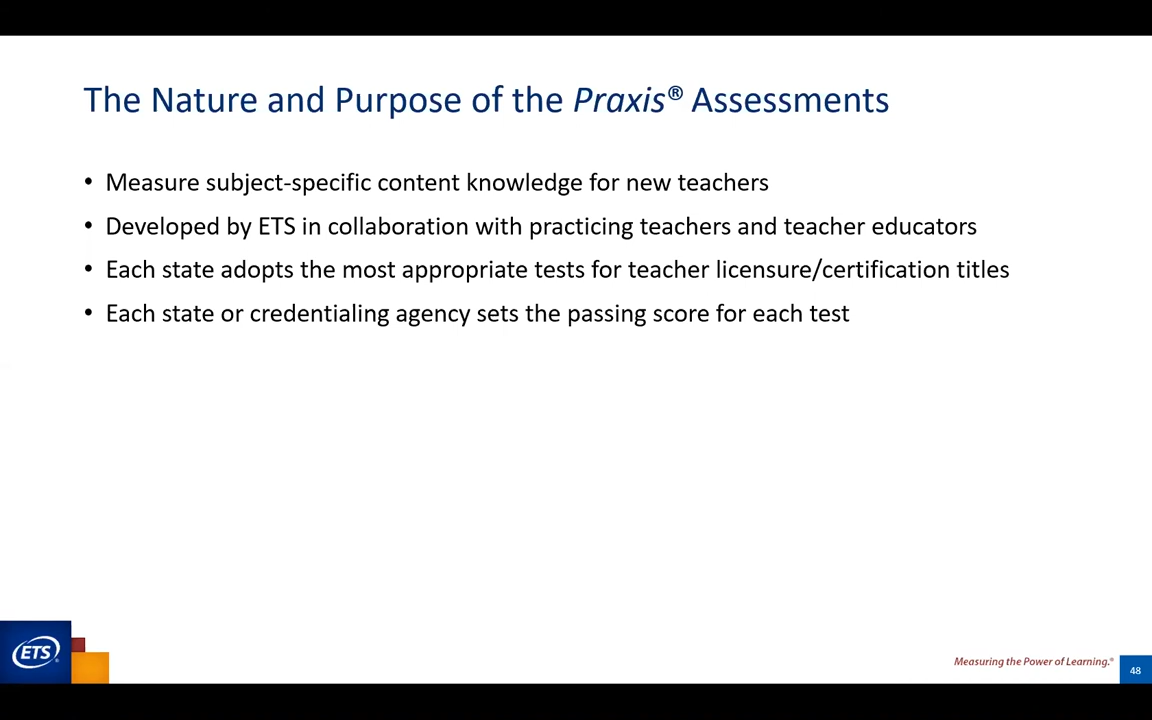 The Nature and Purpose of the Praxis® Assessments
• Measure subject-specific content knowledge for new teachers
• Developed by ETS in collaboration with practicing teachers and teacher educators
• Each state adopts the most appropriate tests for teacher licensure/certification titles
• Each state or credentialing agency sets the passing score for each test
ETS®
Measuring the Power of Learning.®
48